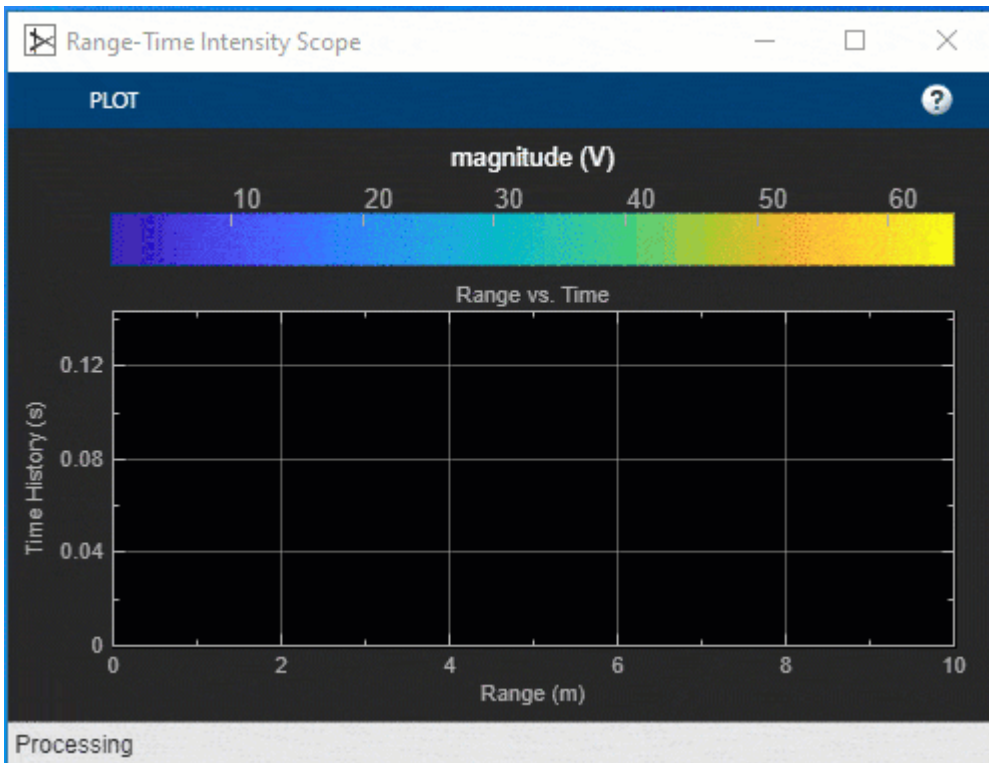 Range-Time Intensity Scope
PLOT
?
magnitude (V)
10 20 30 40 50 60
Range vs. Time
Time History (s)
0.12
0.08
0.04
0
0 2 4 6 8 10
Range (m)
Processing